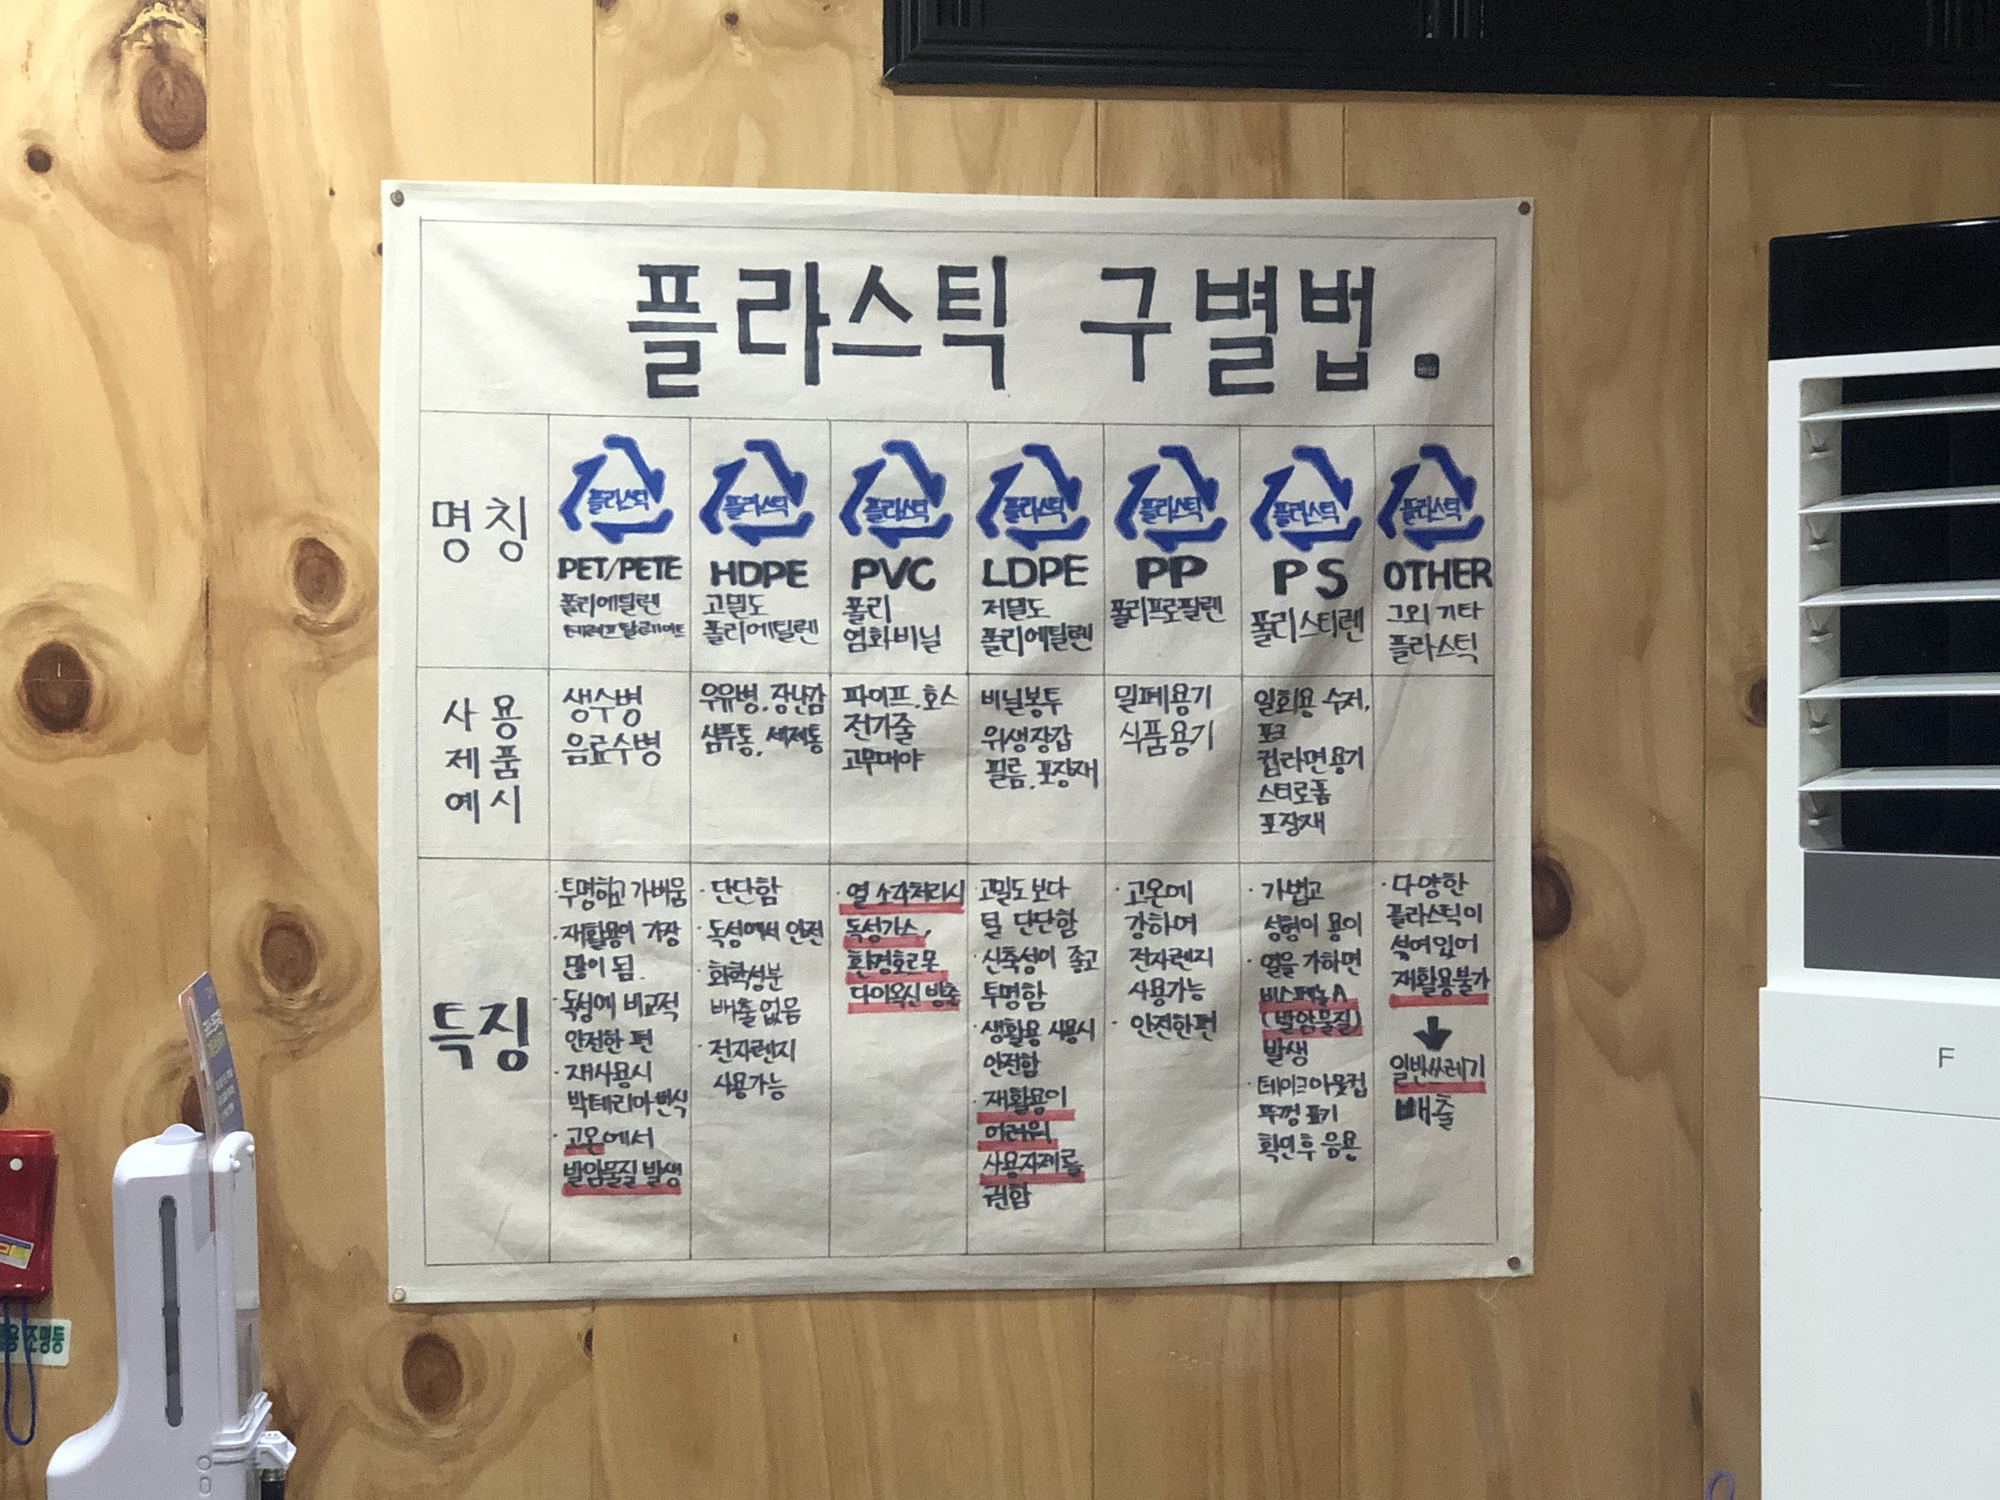 플라스틱 구별법.
명칭
플라스틱
PET/PETE
폴리에틸렌
테러프탈레이트
플라스틱
HDPE
고밀도
폴리에틸렌
플라스틱
PVC
폴리
염화비닐
플라스틱
LDPE
저밀도
폴리에틸렌
플라스틱
PP
폴리프로필렌
플라스틱
PS
폴리스티렌
플라스틱
OTHER
그외 기타
플라스틱
사용
제품
예시
생수병
음료수병
우유병, 장난감
샴푸통, 세제통
파이프, 호스
전기줄
고무대야
비닐봉투
위생장갑
필름, 포장재
밀페용기
식품용기
일회용 수저,
포크
컵라면용기
스티로폼
포장재
특징
· 투명하고 가벼움
· 재활용이 가장
많이 됨.
· 독성에 비교적
안전한 편
· 재사용시
박테리아번식
· 고온에서
발암물질 발생
· 단단함
· 독성에서 안전
· 화학성분
배출 없음
· 전자렌지
사용가능
· 열 소각처리시
독성가스,
환경호르몬
다이옥신 방출
· 고밀도 보다
덜 단단함
· 신축성이 좋고
투명함
· 생활용 사용시
안전함
· 재활용이
어려워
사용자제를
권함
· 고온에
강하여
전자렌지
사용가능
· 안전한편
· 가볍고
성형이 용이
· 열을 가하면
비스페놀A
(발암물질)
발생
· 테이크아웃컵
뚜껑 표기
확인후 음용
· 다양한
플라스틱이
섞여있어
재활용불가
일반쓰레기
배출
F
조명등